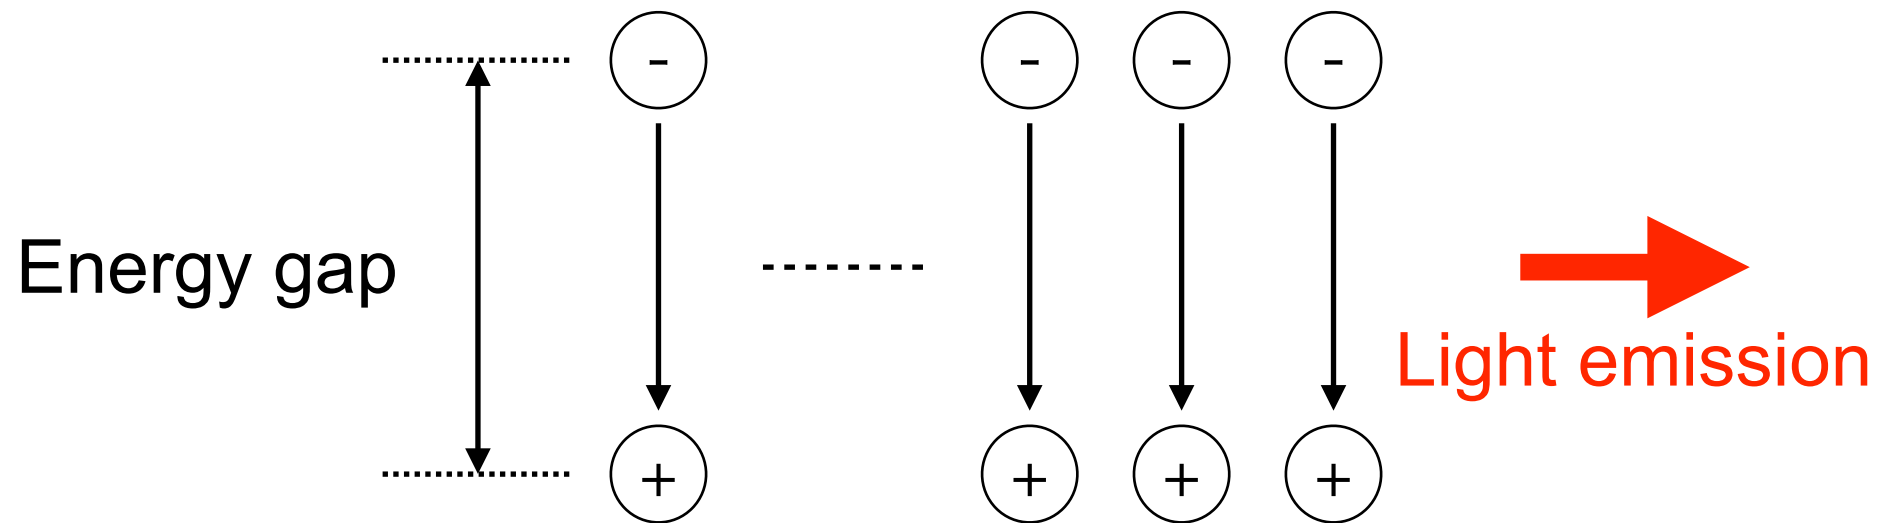 - - - -
Energy gap
Light emission
+ + + +